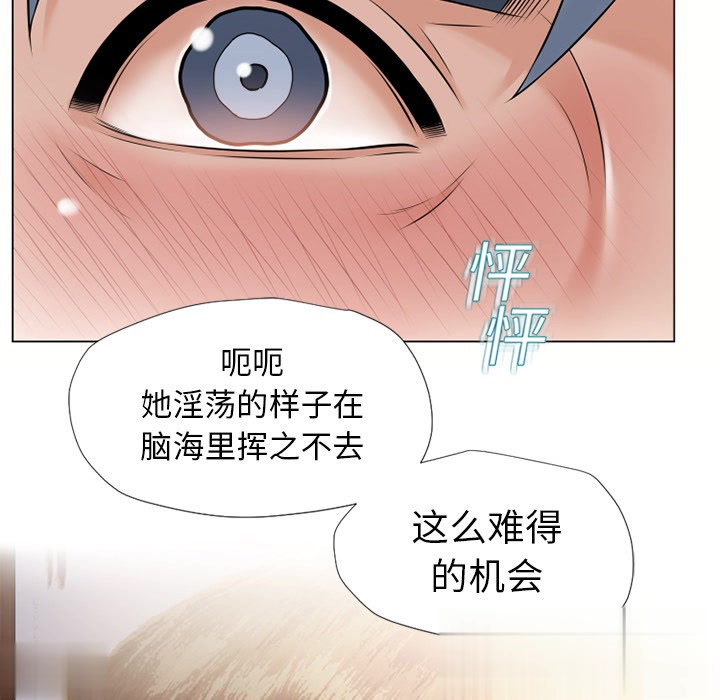 怦
怦
呃呃
她淫荡的样子在
脑海里挥之不去
这么难得
的机会